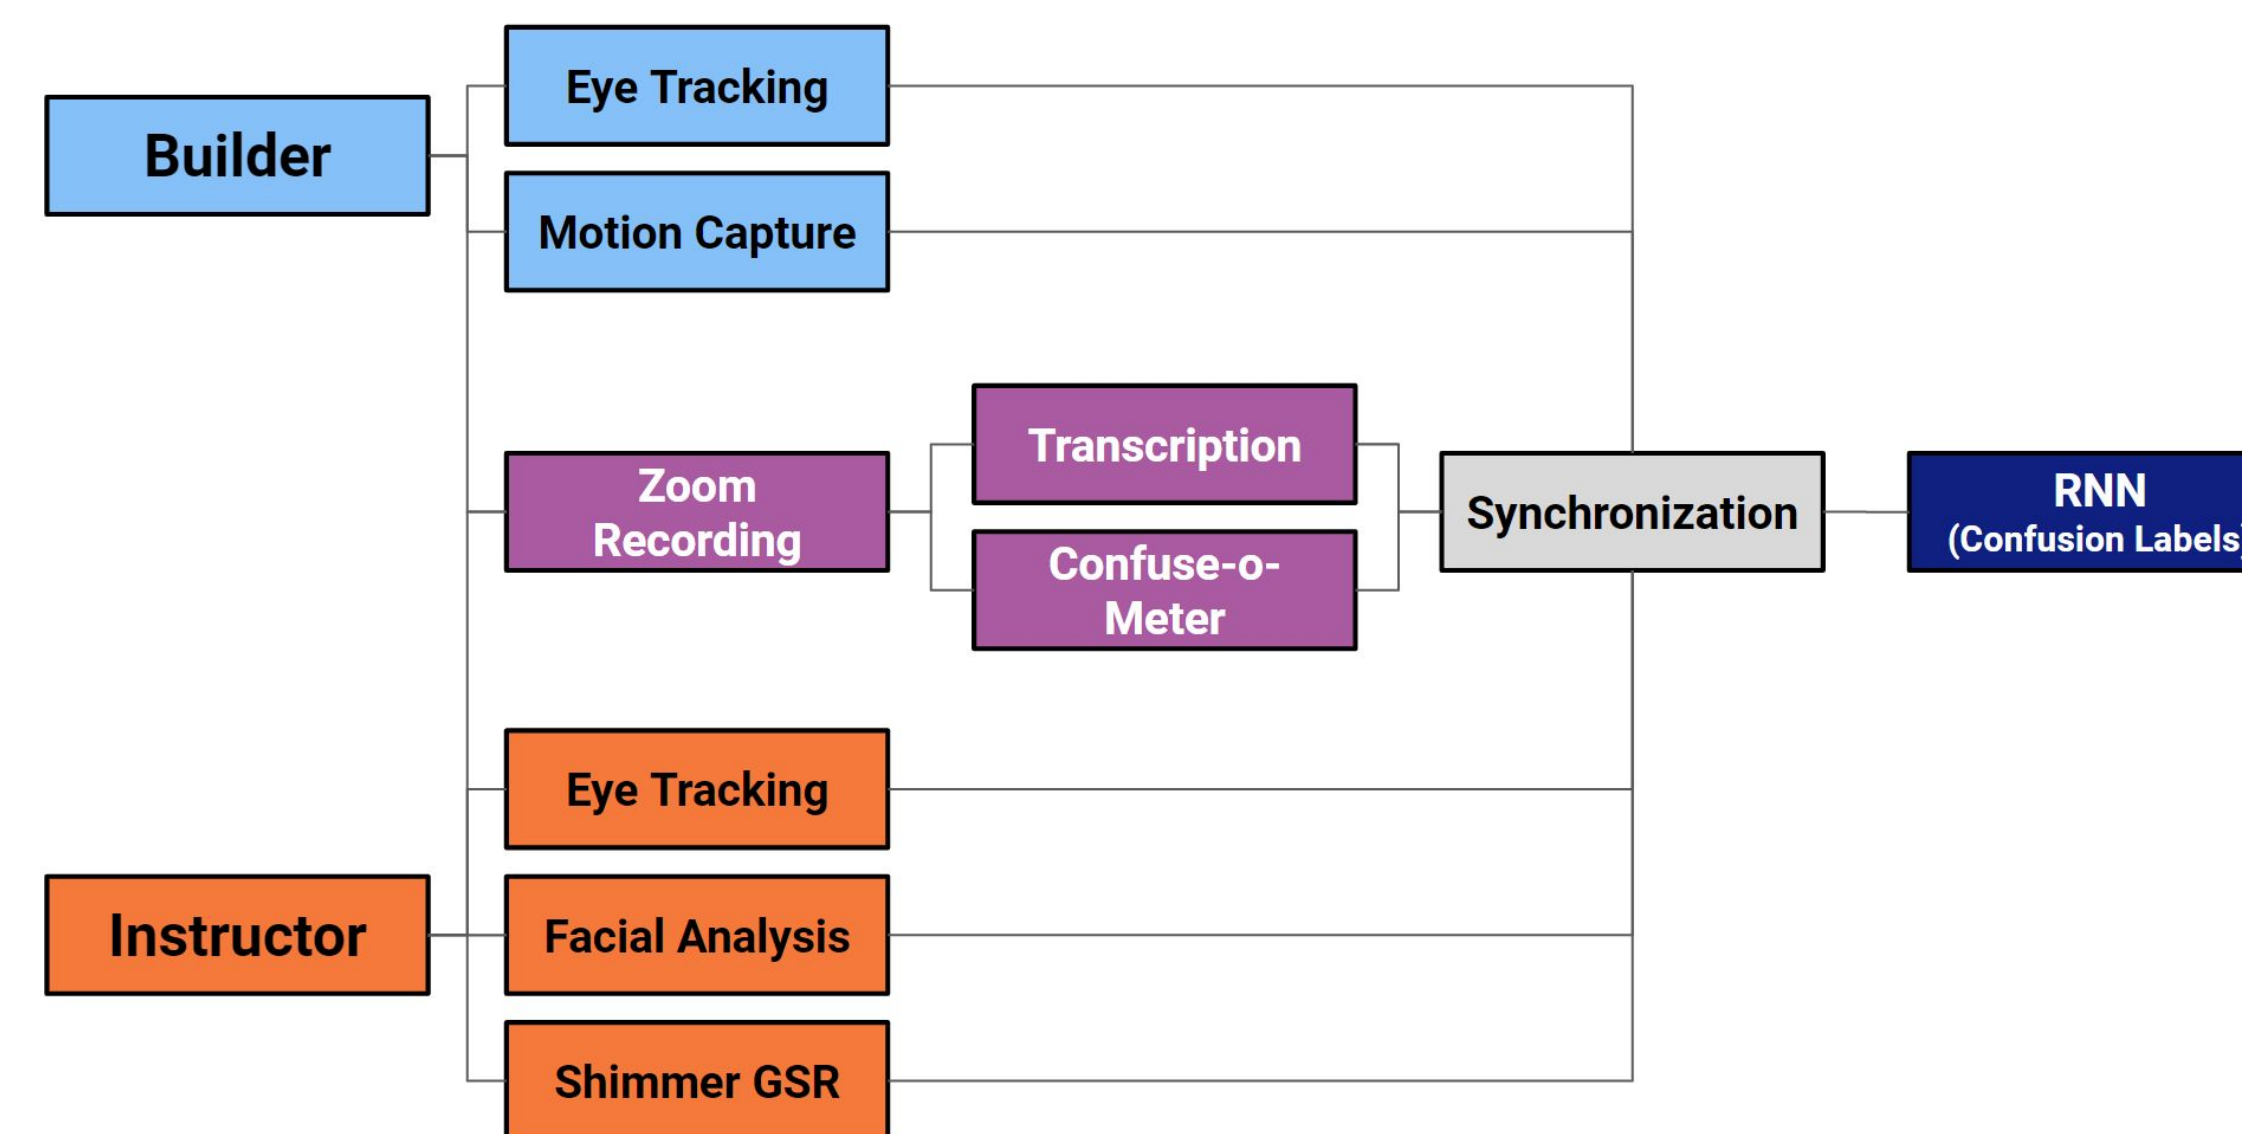 Builder
Eye Tracking
Motion Capture
Zoom
Recording
Transcription
Confuse-o-
Meter
Synchronization
RNN
(Confusion Labels)
Instructor
Eye Tracking
Facial Analysis
Shimmer GSR